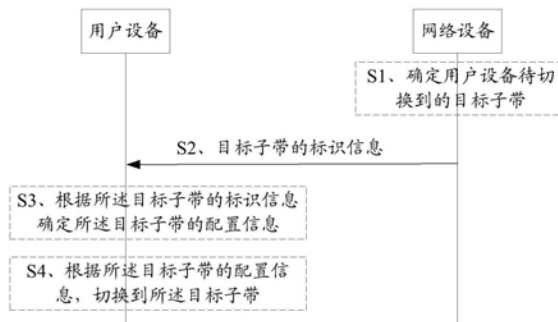 用户设备
网络设备
S1、确定用户设备待切
换到的目标子带
S2、目标子带的标识信息
S3、根据所述目标子带的标识信息
确定所述目标子带的配置信息
S4、根据所述目标子带的配置信
息，切换到所述目标子带